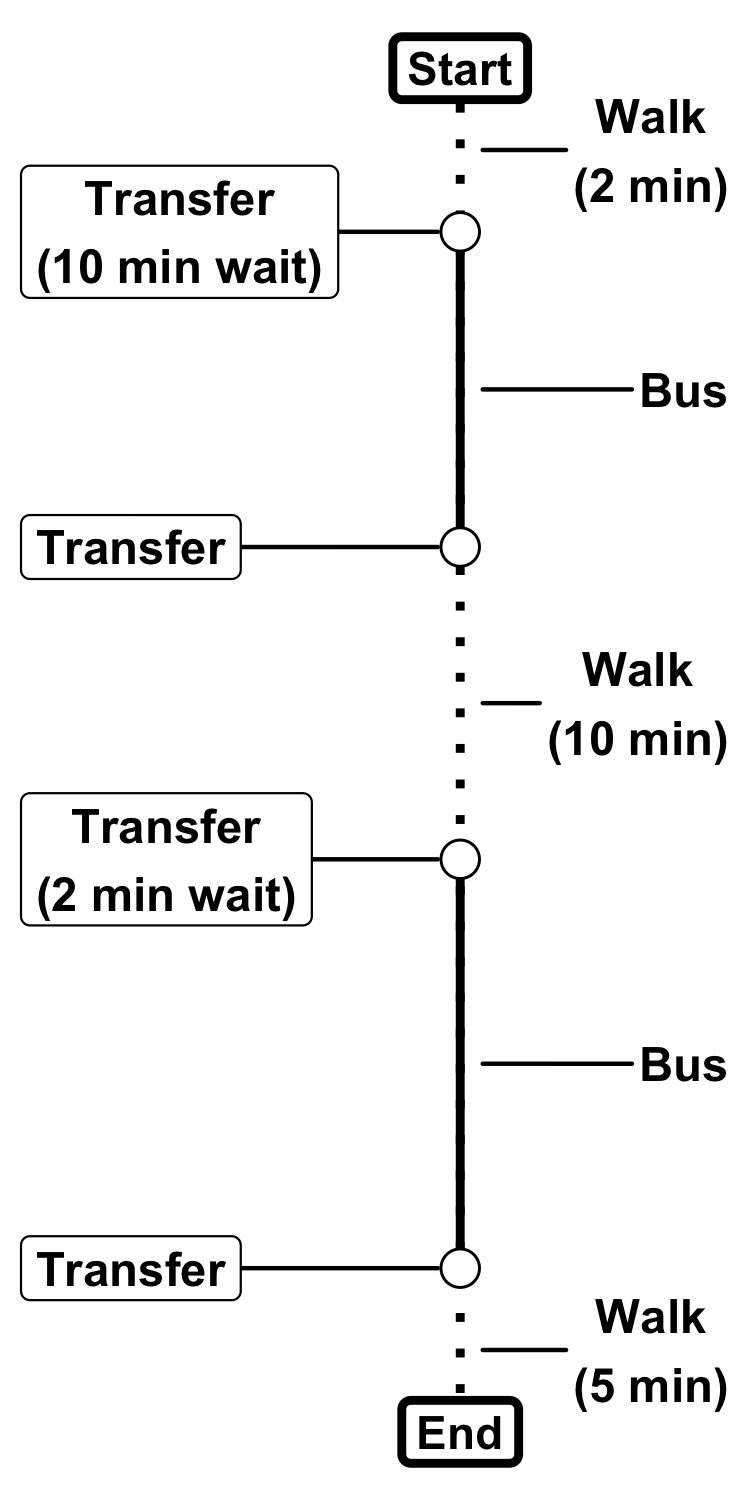 Start
Walk
(2 min)
Transfer
(10 min wait)
Bus
Transfer
Walk
(10 min)
Transfer
(2 min wait)
Bus
Transfer
Walk
(5 min)
End